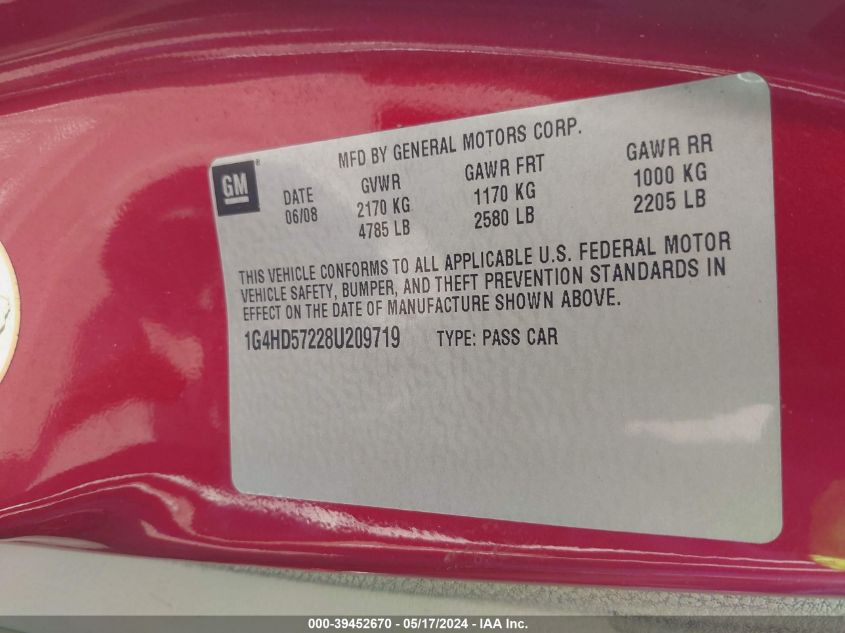 MFD BY GENERAL MOTORS CORP.
GM®
DATE GVWR GAWR FRT GAWR RR
06/08 2170 KG 1170 KG 1000 KG
4785 LB 2580 LB 2205 LB
THIS VEHICLE CONFORMS TO ALL APPLICABLE U.S. FEDERAL MOTOR
VEHICLE SAFETY, BUMPER, AND THEFT PREVENTION STANDARDS IN
EFFECT ON THE DATE OF MANUFACTURE SHOWN ABOVE.
1G4HD57228U209719 TYPE: PASS CAR
000-39452670 - 05/17/2024 - IAA Inc.